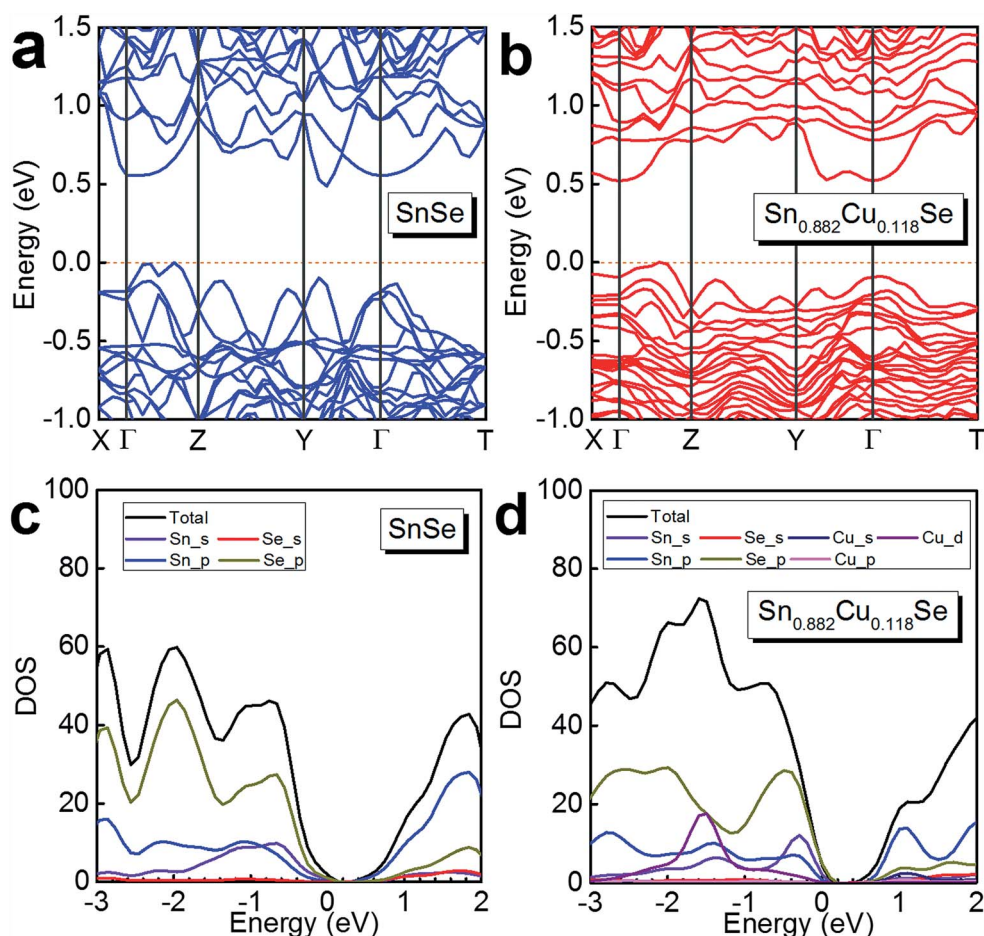 a
1.5
1.0
0.5
0.0
-0.5
-1.0
Energy (eV)
SnSe
X Γ Z Y Γ T
b
1.5
1.0
0.5
0.0
-0.5
-1.0
Energy (eV)
Sn0.882Cu0.118Se
X Γ Z Y Γ T
c
100
80
60
40
20
0
DOS
Total
Sn_s Se_s
Sn_p Se_p
SnSe
-3 -2 -1 0 1 2
Energy (eV)
d
100
80
60
40
20
0
DOS
Total
Sn_s Se_s Cu_s Cu_d
Sn_p Se_p Cu_p
Sn0.882Cu0.118Se
-3 -2 -1 0 1 2
Energy (eV)